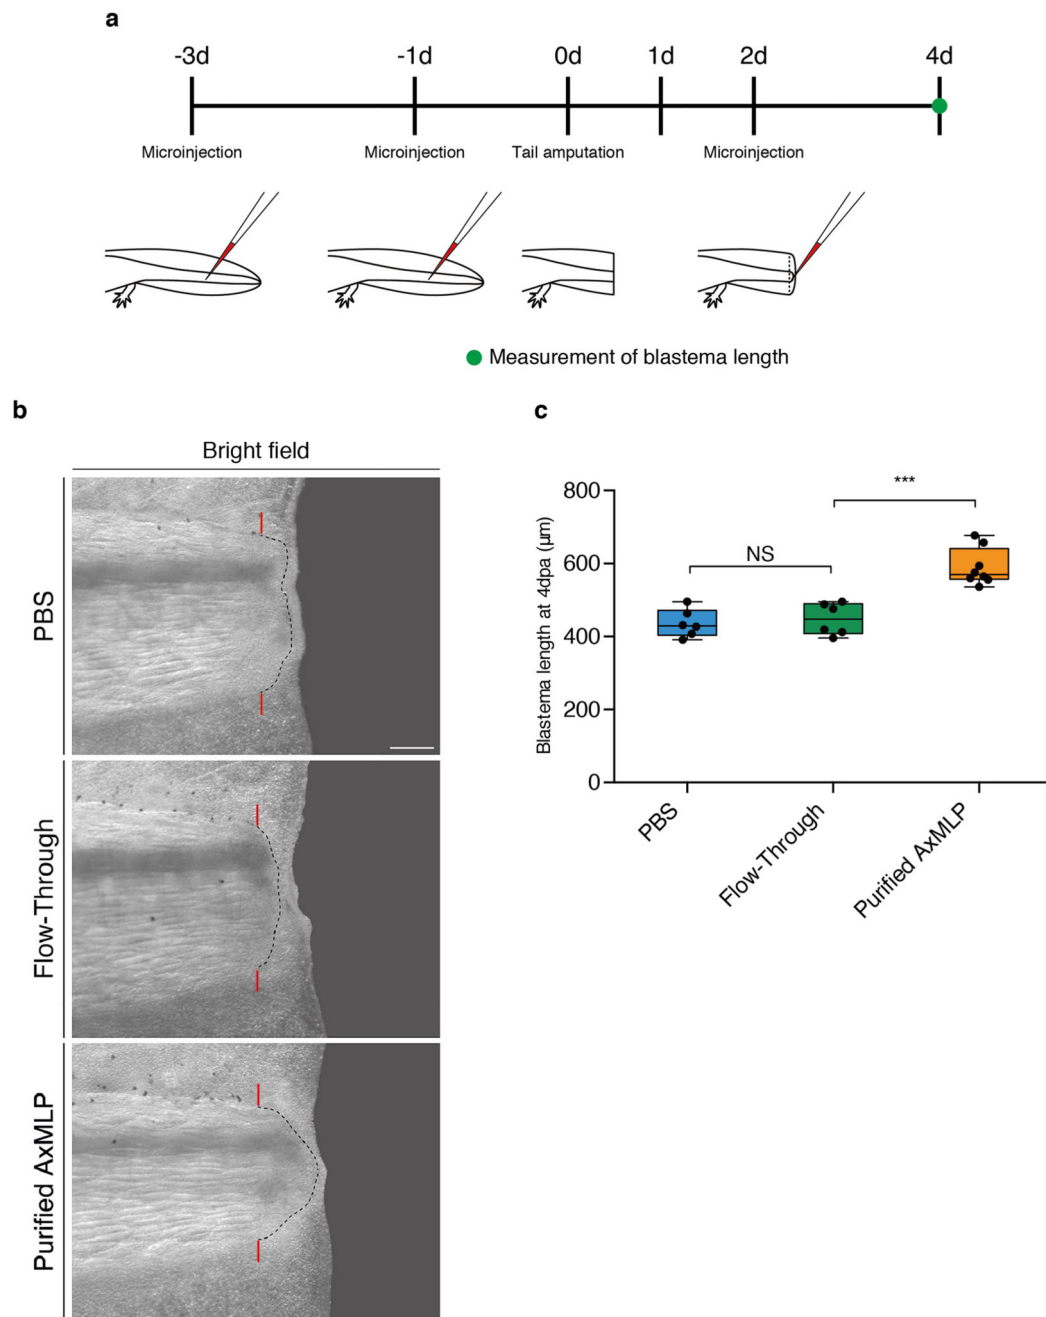 a
-3d -1d 0d 1d 2d 4d
Microinjection Microinjection Tail amputation Microinjection
Measurement of blastema length
b
Bright field
PBS
Flow-Through
Purified AxMLP
c
Blastema length at 4dpa (µm)
800
600
400
200
0
NS
***
PBS
Flow-Through
Purified AxMLP